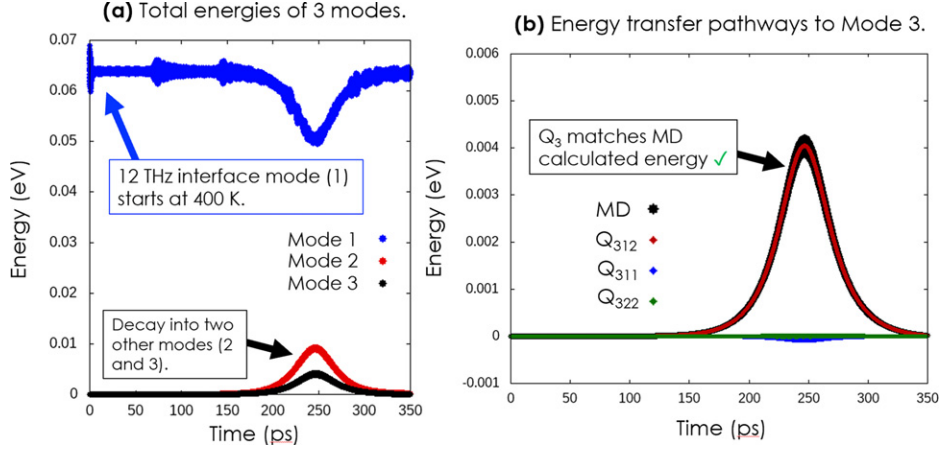 (a) Total energies of 3 modes.
0.07
0.06
0.05
0.04
0.03
0.02
0.01
0
Energy (eV)
12 THz interface mode (1)
starts at 400 K.
Mode 1
Mode 2
Mode 3
Decay into two
other modes (2
and 3).
0 50 100 150 200 250 300 350
Time (ps)
(b) Energy transfer pathways to Mode 3.
0.006
0.005
0.004
0.003
0.002
0.001
0
-0.001
Energy (eV)
Q3 matches MD
calculated energy ✓
MD
Q312
Q311
Q322
0 50 100 150 200 250 300 350
Time (ps)